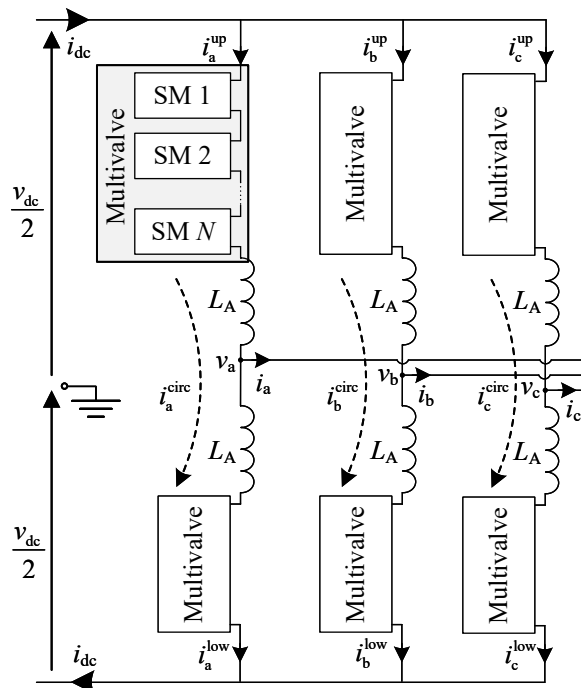 i_dc
i_a^up
i_b^up
i_c^up
Multivalve
SM 1
SM 2
SM N
Multivalve
Multivalve
v_dc
2
L_A
L_A
L_A
v_a
i_a
v_b
i_b
v_c
i_c
i_a^circ
i_b^circ
i_c^circ
L_A
L_A
L_A
v_dc
2
Multivalve
Multivalve
Multivalve
i_dc
i_a^low
i_b^low
i_c^low